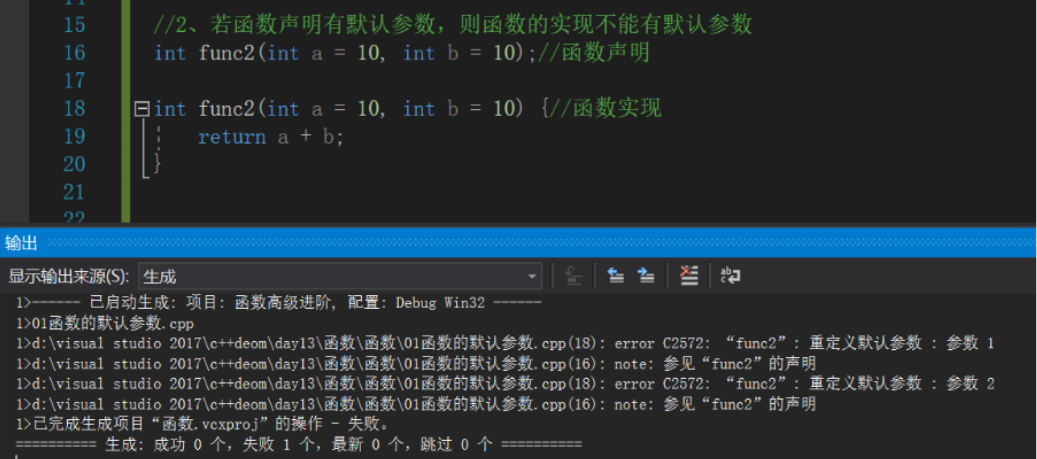 14
15 //2、若函数声明有默认参数，则函数的实现不能有默认参数
16 int func2(int a = 10, int b = 10);//函数声明
17
18 int func2(int a = 10, int b = 10) {//函数实现
19 return a + b;
20 }
21
22
输出
显示输出来源(S): 生成
1>------ 已启动生成: 项目: 函数高级进阶, 配置: Debug Win32 ------
1>01函数的默认参数.cpp
1>d:\visual studio 2017\c++deom\day13\函数\函数\01函数的默认参数.cpp(18): error C2572: “func2”: 重定义默认参数 : 参数 1
1>d:\visual studio 2017\c++deom\day13\函数\函数\01函数的默认参数.cpp(16): note: 参见“func2”的声明
1>d:\visual studio 2017\c++deom\day13\函数\函数\01函数的默认参数.cpp(18): error C2572: “func2”: 重定义默认参数 : 参数 2
1>d:\visual studio 2017\c++deom\day13\函数\函数\01函数的默认参数.cpp(16): note: 参见“func2”的声明
1>已完成生成项目“函数.vcxproj”的操作 - 失败。
========== 生成: 成功 0 个，失败 1 个，最新 0 个，跳过 0 个 ==========